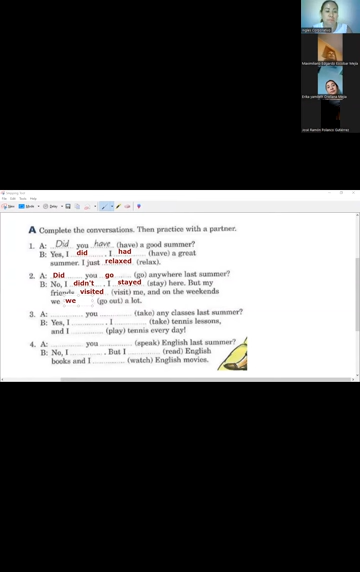 A Complete the conversations. Then practice with a partner.
1. A: Did you have (have) a good summer?
B: Yes, I did . I had (have) a great
summer. I just relaxed (relax).
2. A: Did you go (go) anywhere last summer?
B: No, I didn't . I stayed (stay) here. But my
friends visited (visit) me, and on the weekends
we we (go out) a lot.
3. A: you (take) any classes last summer?
B: Yes, I . I (take) tennis lessons,
and I (play) tennis every day!
4. A: you (speak) English last summer?
B: No, I . But I (read) English
books and I (watch) English movies.